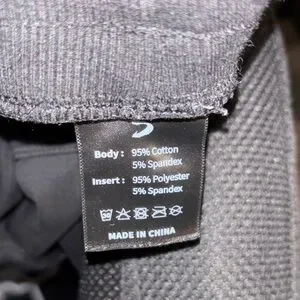 Body : 95% Cotton
5% Spandex
Insert : 95% Polyester
5% Spandex
MADE IN CHINA